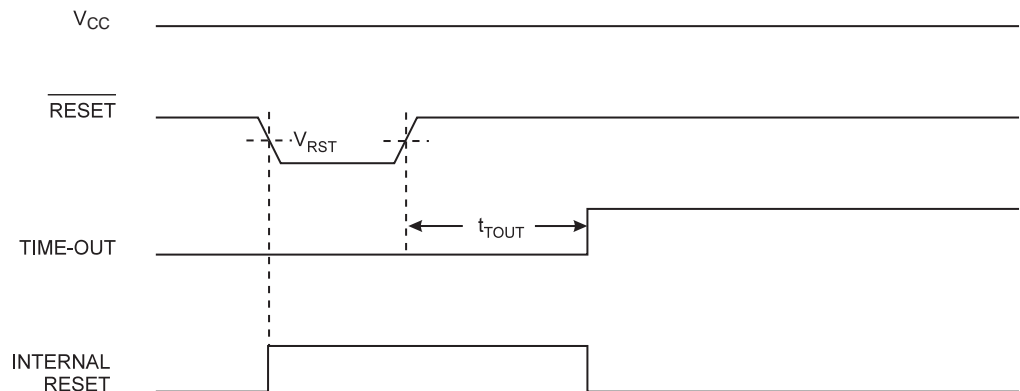 VCC
RESET
VRST
tTOUT
TIME-OUT
INTERNAL
RESET